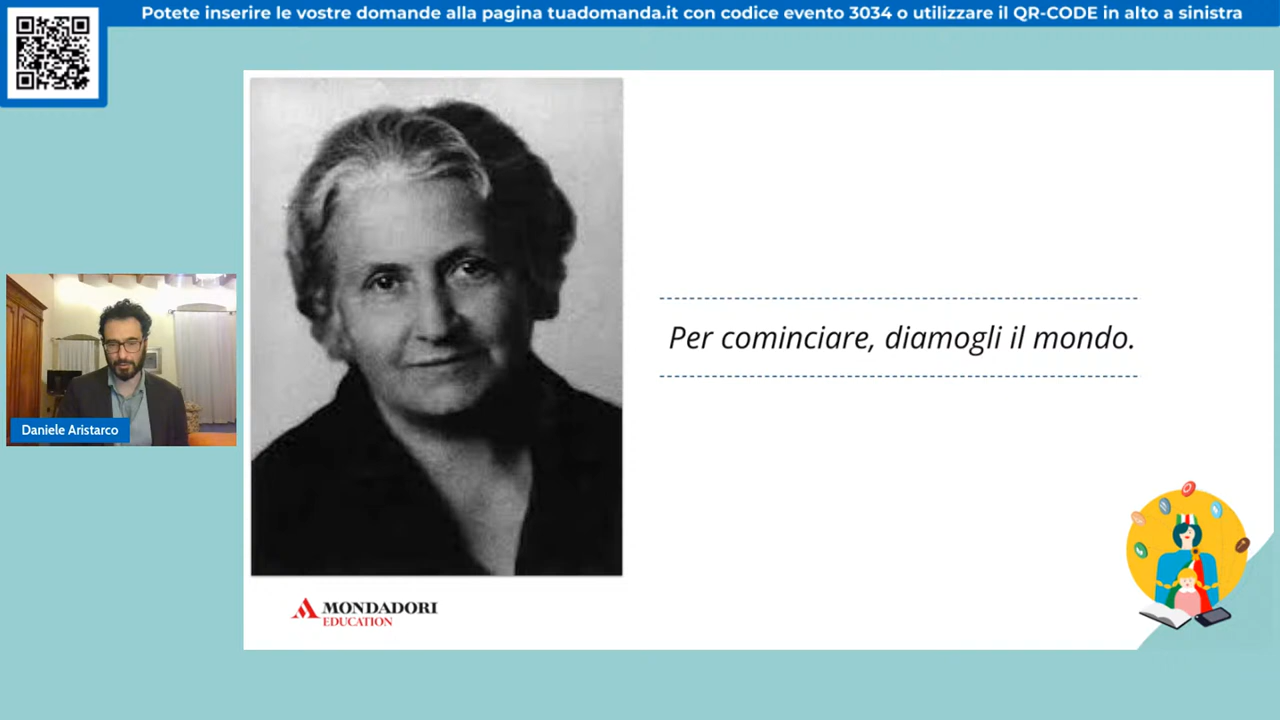 Potete inserire le vostre domande alla pagina tuadomanda.it con codice evento 3034 o utilizzare il QR-CODE in alto a sinistra
Per cominciare, diamogli il mondo.
Daniele Aristarco
MONDADORI
EDUCATION